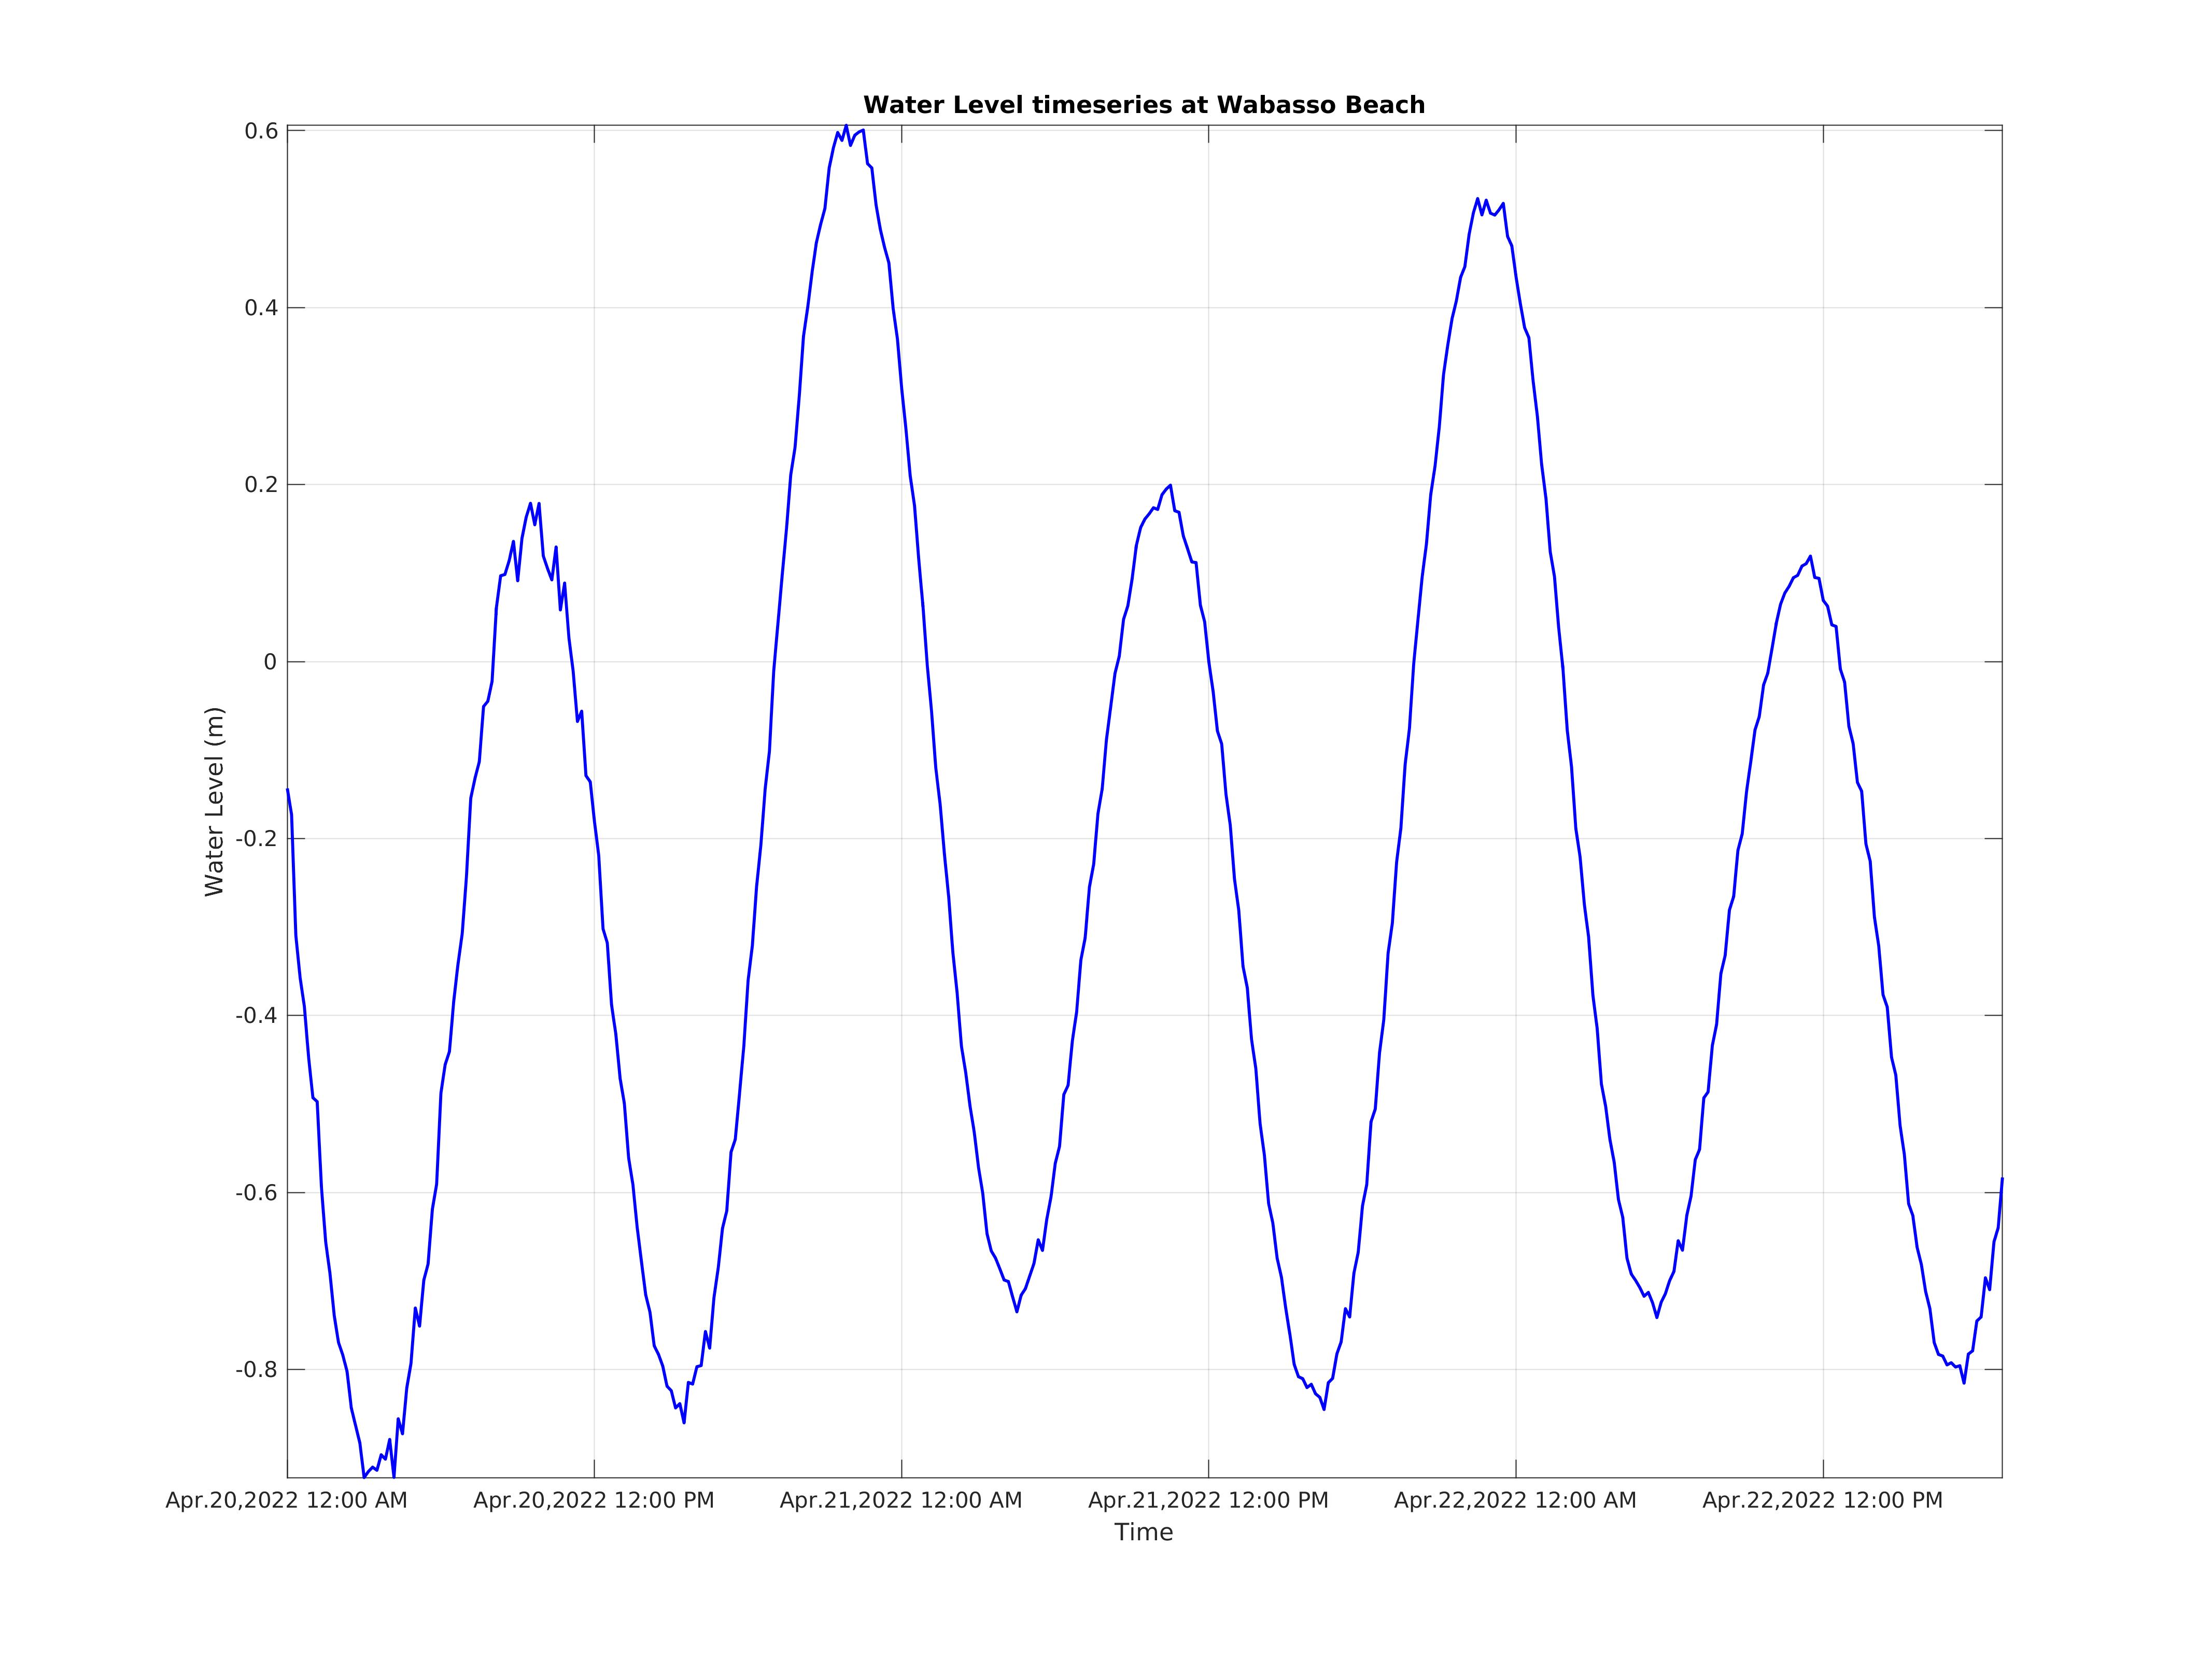 Water Level timeseries at Wabasso Beach
0.6
0.4
0.2
0
-0.2
-0.4
-0.6
-0.8
Water Level (m)
Apr.20,2022 12:00 AM Apr.20,2022 12:00 PM Apr.21,2022 12:00 AM Apr.21,2022 12:00 PM Apr.22,2022 12:00 AM Apr.22,2022 12:00 PM
Time